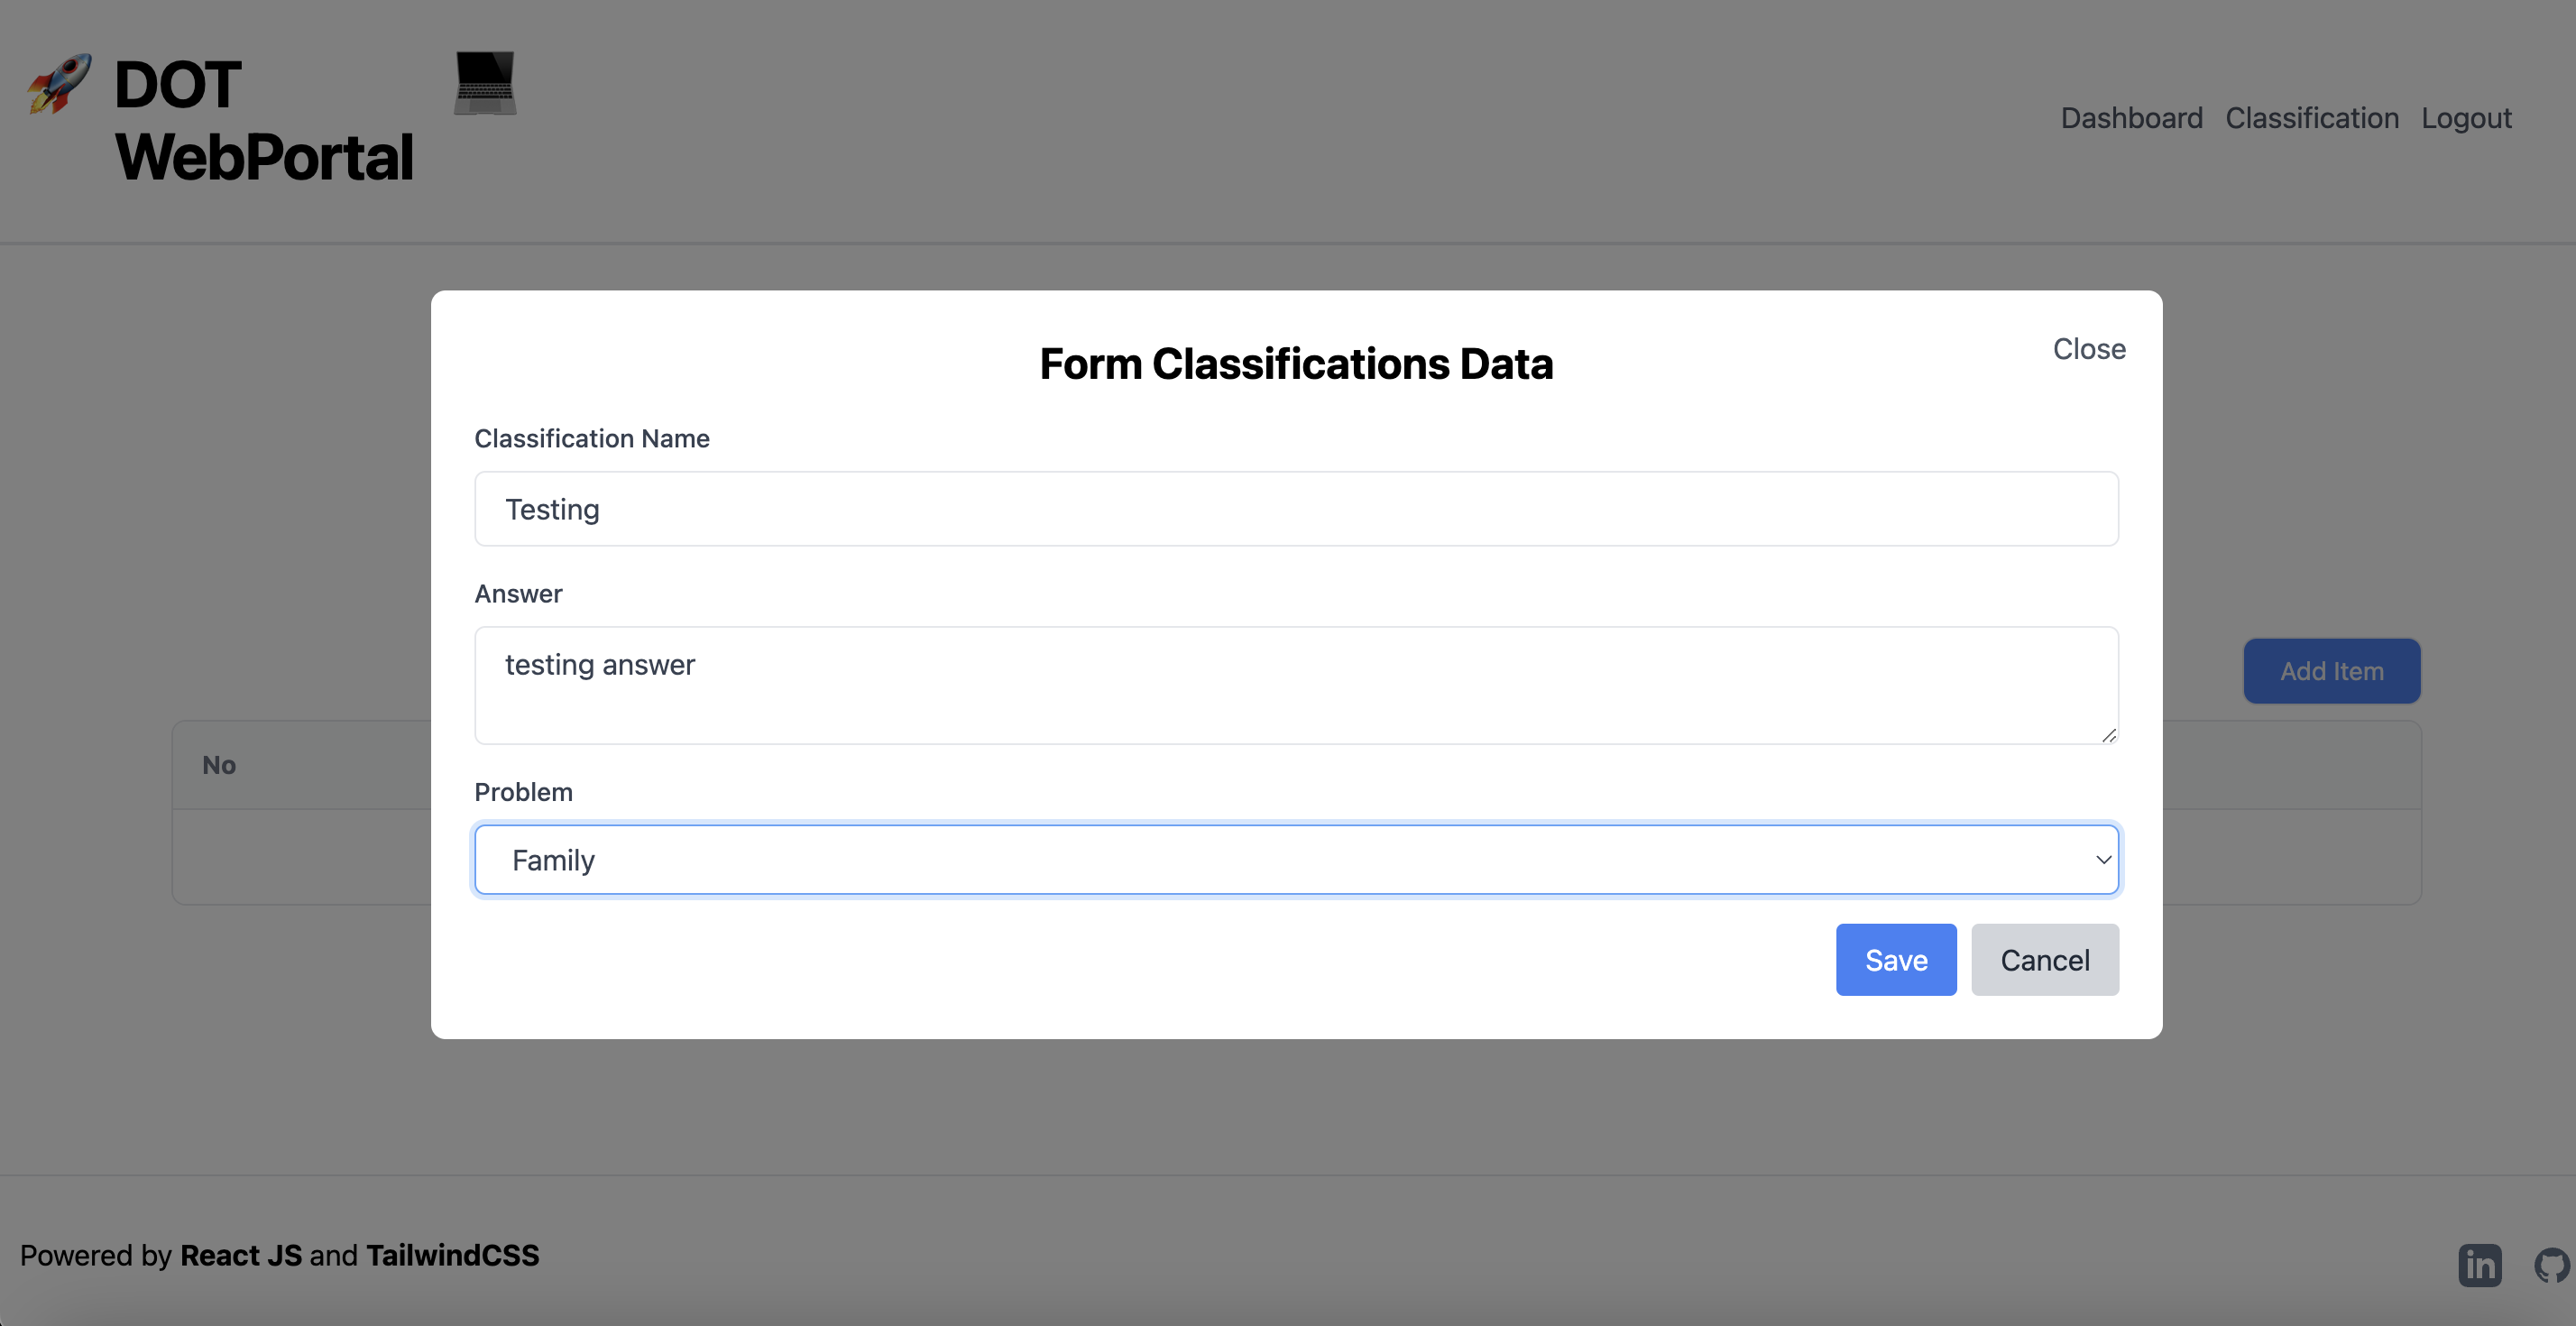 DOT
WebPortal
Dashboard Classification Logout
Form Classifications Data
Close
Classification Name
Testing
Answer
testing answer
Add Item
No
Problem
Family
Save Cancel
Powered by React JS and TailwindCSS
in